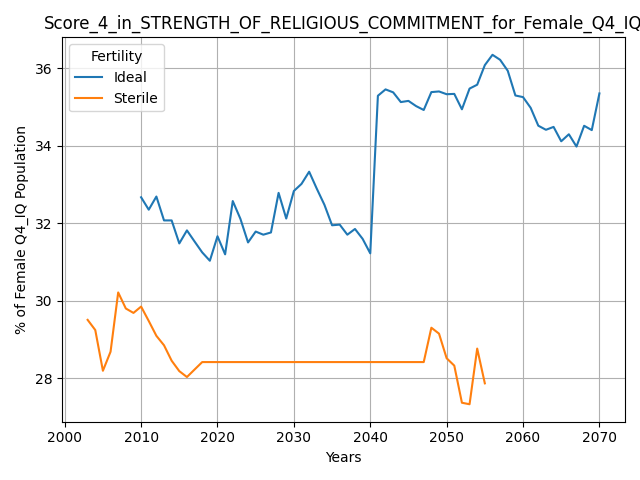 Score_4_in_STRENGTH_OF_RELIGIOUS_COMMITMENT_for_Female_Q4_IQ
Fertility
Ideal
Sterile
% of Female Q4_IQ Population
36
34
32
30
28
2000 2010 2020 2030 2040 2050 2060 2070
Years